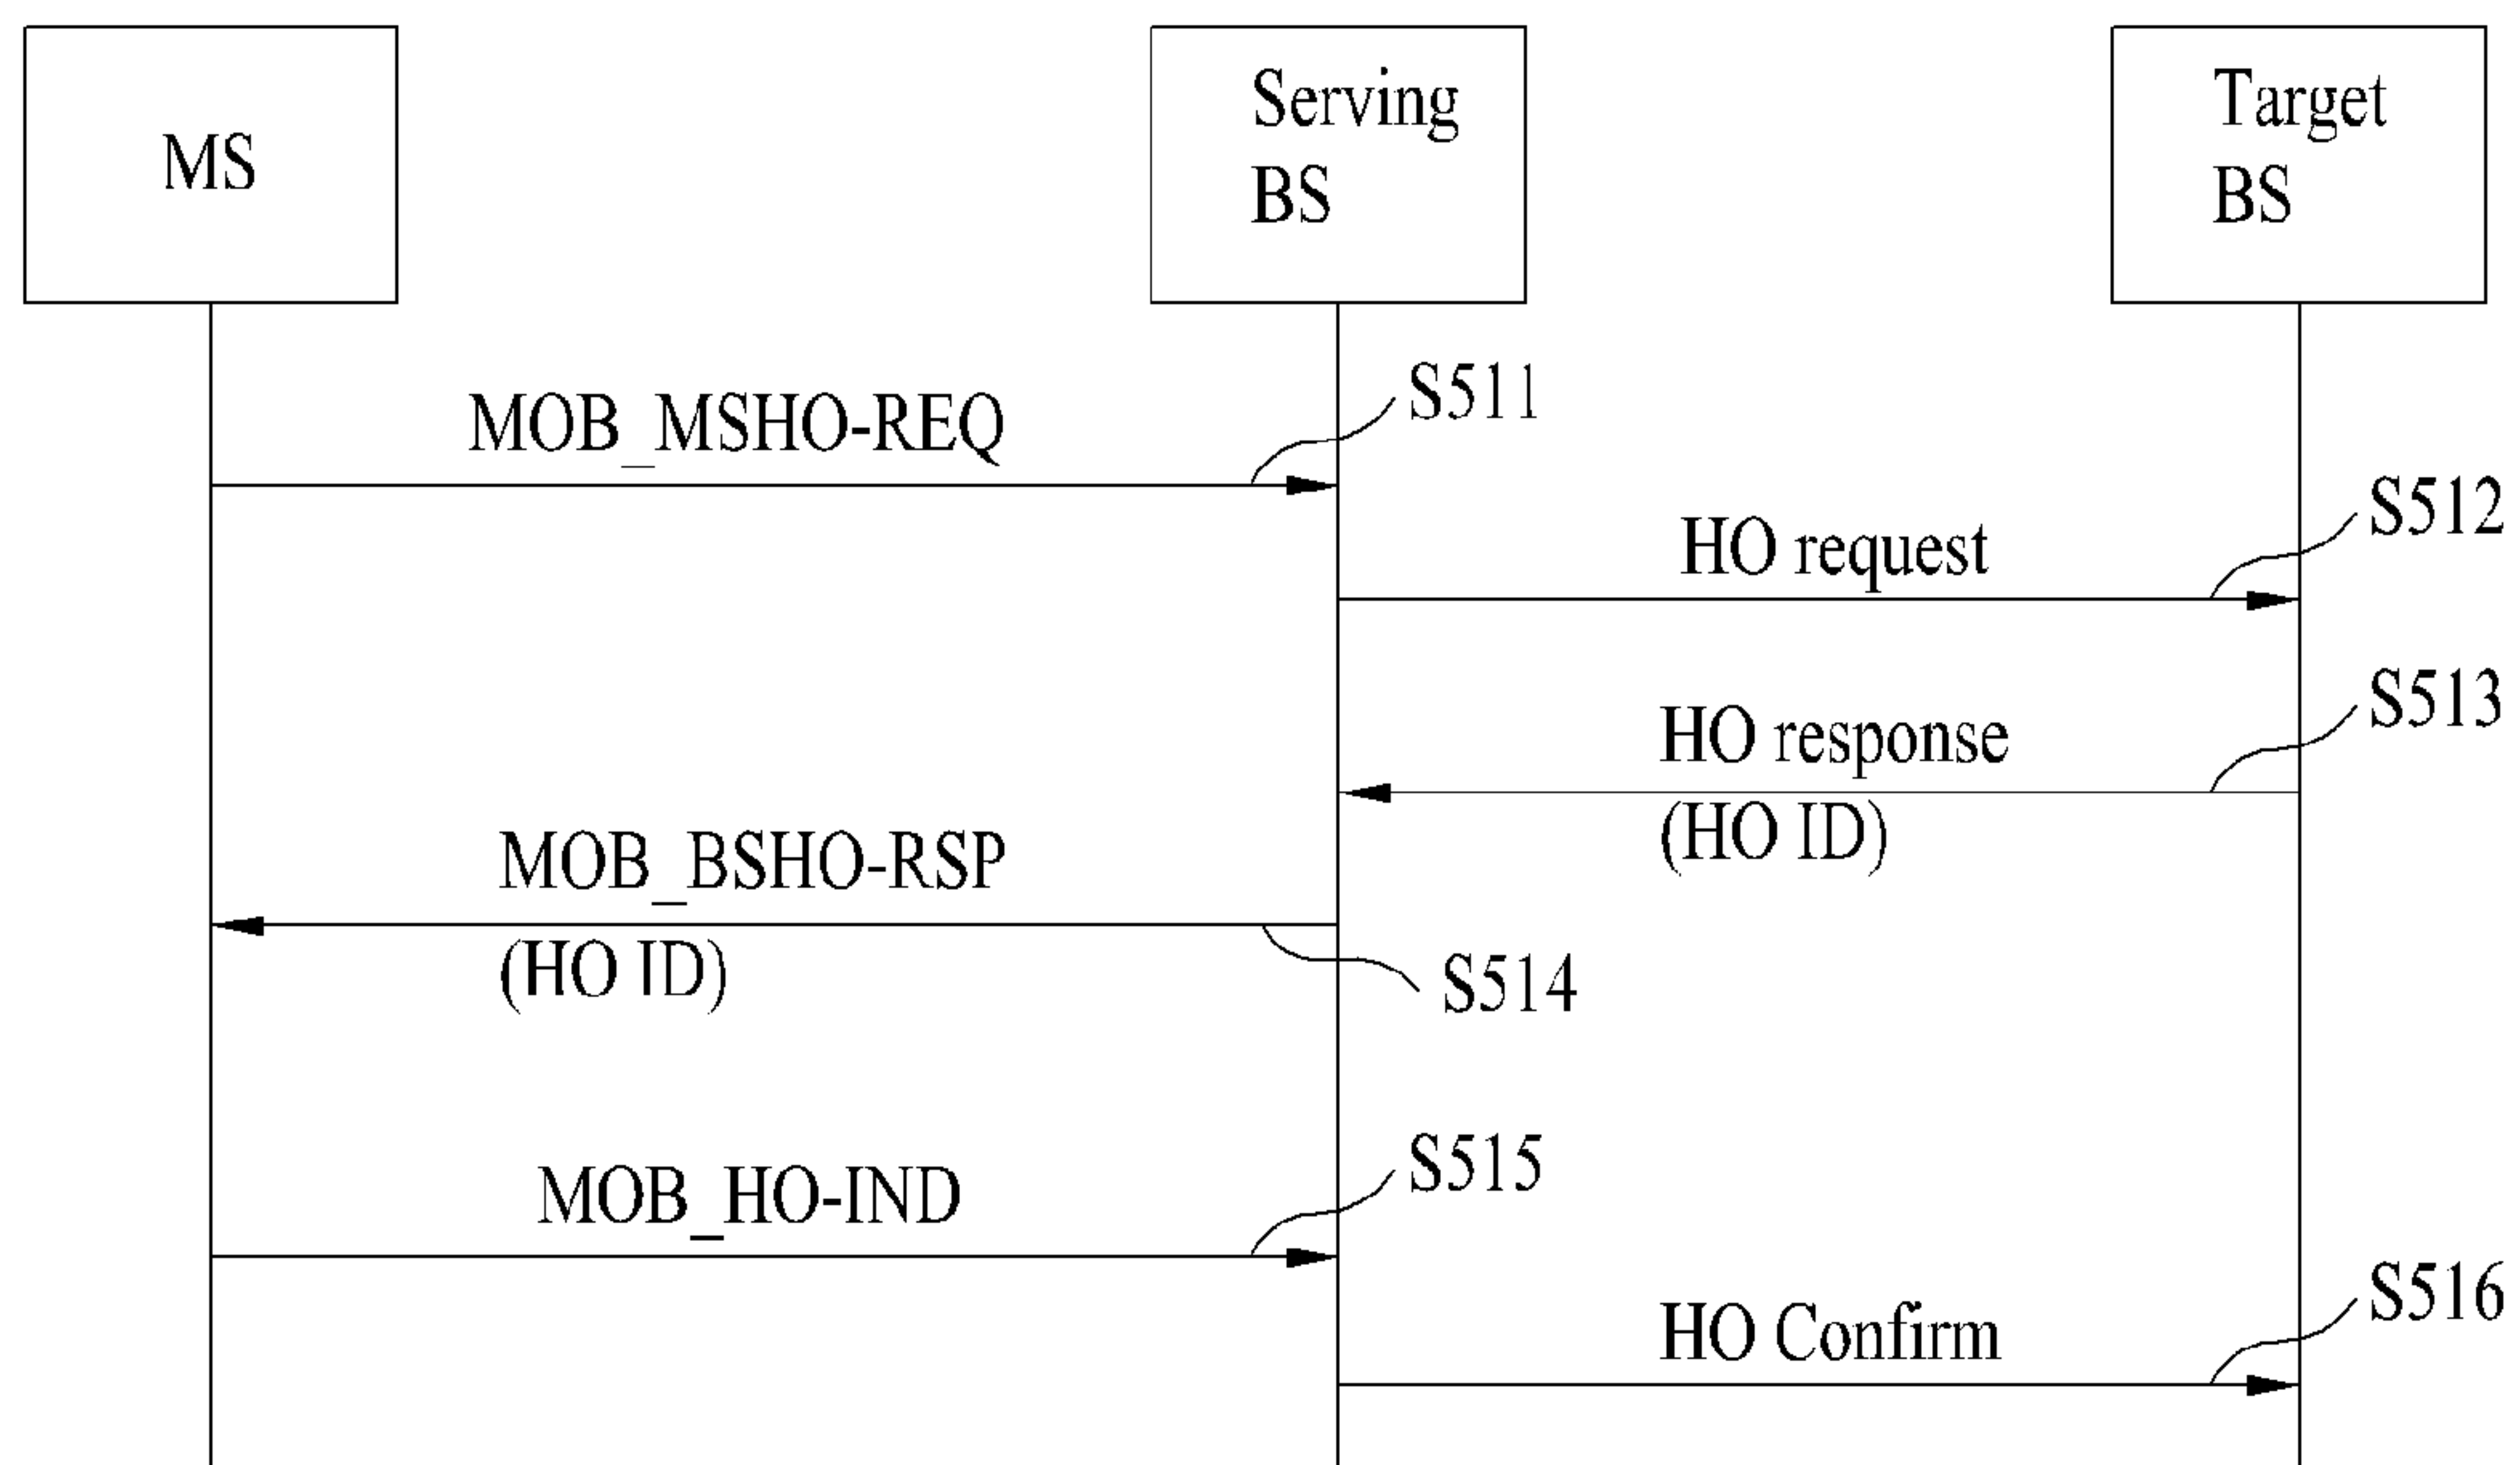 MS
Serving
BS
Target
BS
MOB_MSHO-REQ
S511
HO request
S512
HO response
(HO ID)
S513
MOB_BSHO-RSP
(HO ID)
S514
MOB_HO-IND
S515
HO Confirm
S516